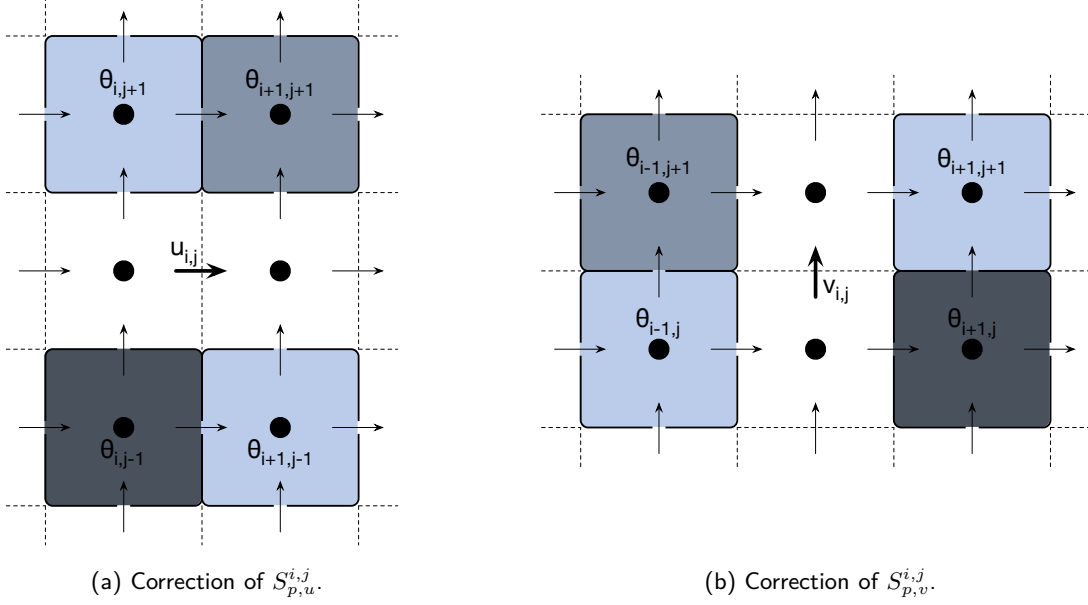 θi,j+1 θi+1,j+1
ui,j
θi,j-1 θi+1,j-1
(a) Correction of S^{i,j}_{p,u}.
θi-1,j+1 θi+1,j+1
vi,j
θi-1,j θi+1,j
(b) Correction of S^{i,j}_{p,v}.